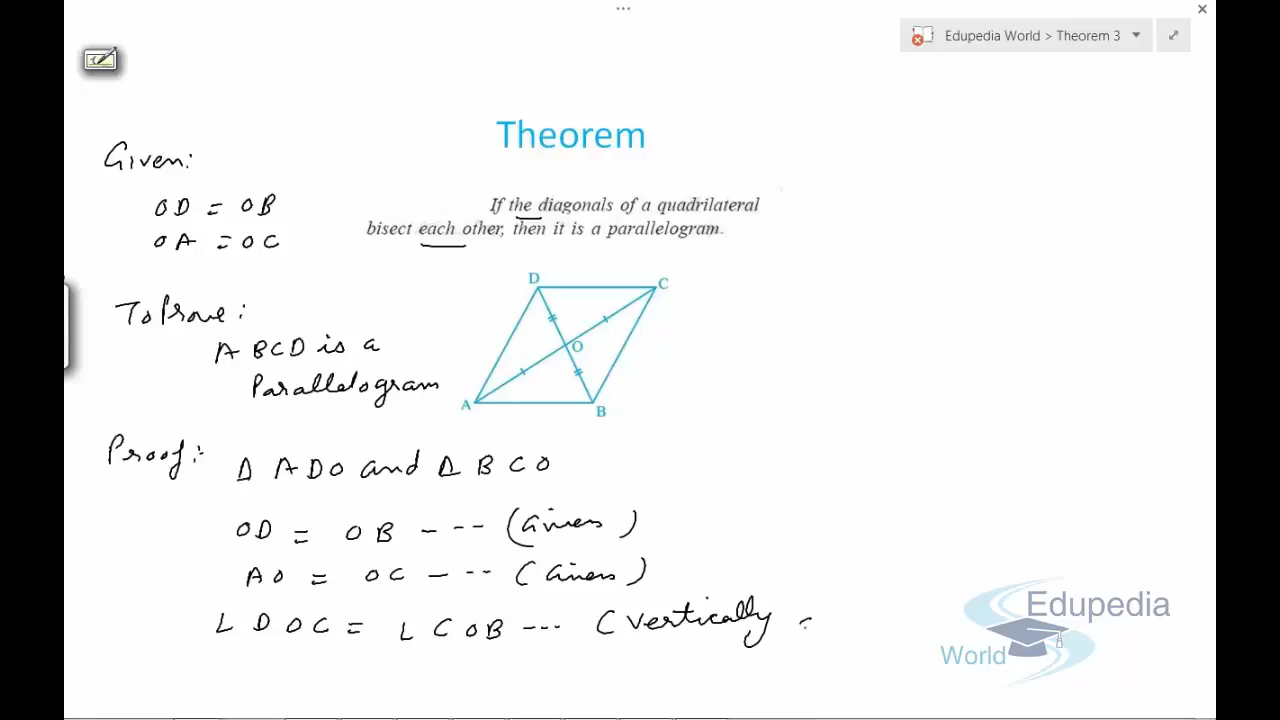 Edupedia World > Theorem 3
Theorem
Given:
OD = OB
OA = OC
If the diagonals of a quadrilateral
bisect each other, then it is a parallelogram.
To Prove:
ABCD is a
Parallelogram
D
C
O
A
B
Proof:
Δ ADO and Δ BCO
OD = OB --- (Given)
AO = OC --- (Given)
∠DOC = ∠COB --- (vertically
Edupedia
World